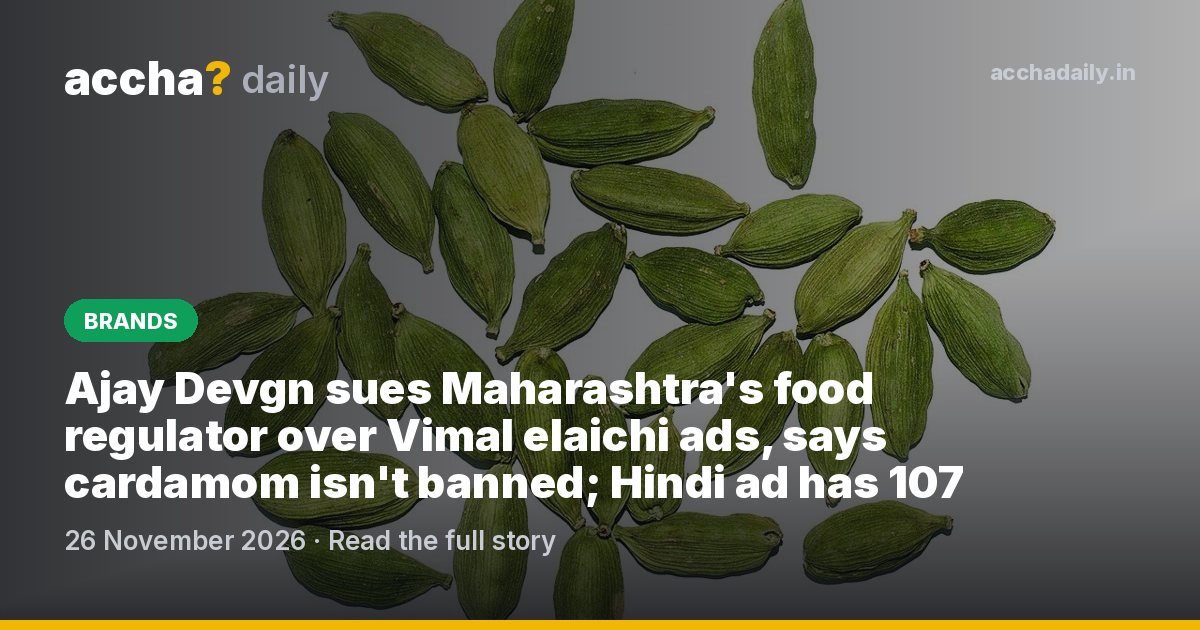 accha? daily
acchadaily.in
BRANDS
Ajay Devgn sues Maharashtra's food
regulator over Vimal elaichi ads, says
cardamom isn't banned; Hindi ad has 107
26 November 2026 · Read the full story